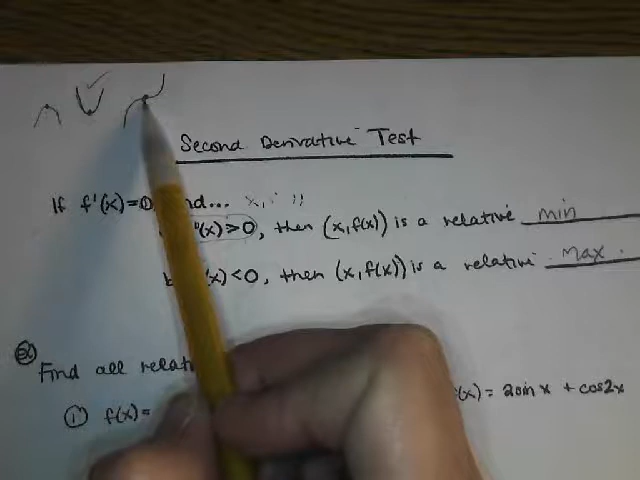 Second Derivative Test
If f'(x)=0, and... x,
"(x)>0, then (x,f(x)) is a relative min
(x)<0, then (x,f(x)) is a relative max.
Ex
Find all relati
① f(x)= (x) = 2sin x + cos2x